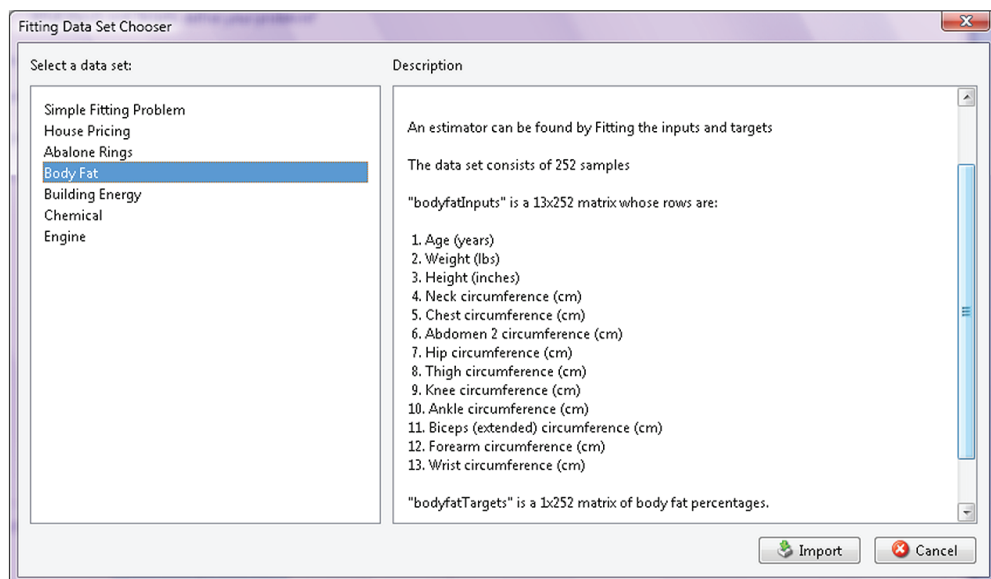 Fitting Data Set Chooser
Select a data set:
Simple Fitting Problem
House Pricing
Abalone Rings
Body Fat
Building Energy
Chemical
Engine
Description
An estimator can be found by Fitting the inputs and targets
The data set consists of 252 samples
"bodyfatInputs" is a 13x252 matrix whose rows are:
1. Age (years)
2. Weight (lbs)
3. Height (inches)
4. Neck circumference (cm)
5. Chest circumference (cm)
6. Abdomen 2 circumference (cm)
7. Hip circumference (cm)
8. Thigh circumference (cm)
9. Knee circumference (cm)
10. Ankle circumference (cm)
11. Biceps (extended) circumference (cm)
12. Forearm circumference (cm)
13. Wrist circumference (cm)
"bodyfatTargets" is a 1x252 matrix of body fat percentages.
Import
Cancel